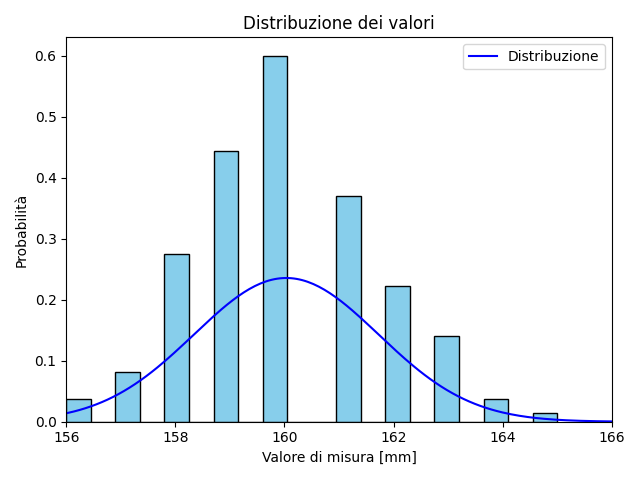 Distribuzione dei valori
Distribuzione
0.6
0.5
0.4
0.3
0.2
0.1
0.0
Probabilità
156 158 160 162 164 166
Valore di misura [mm]